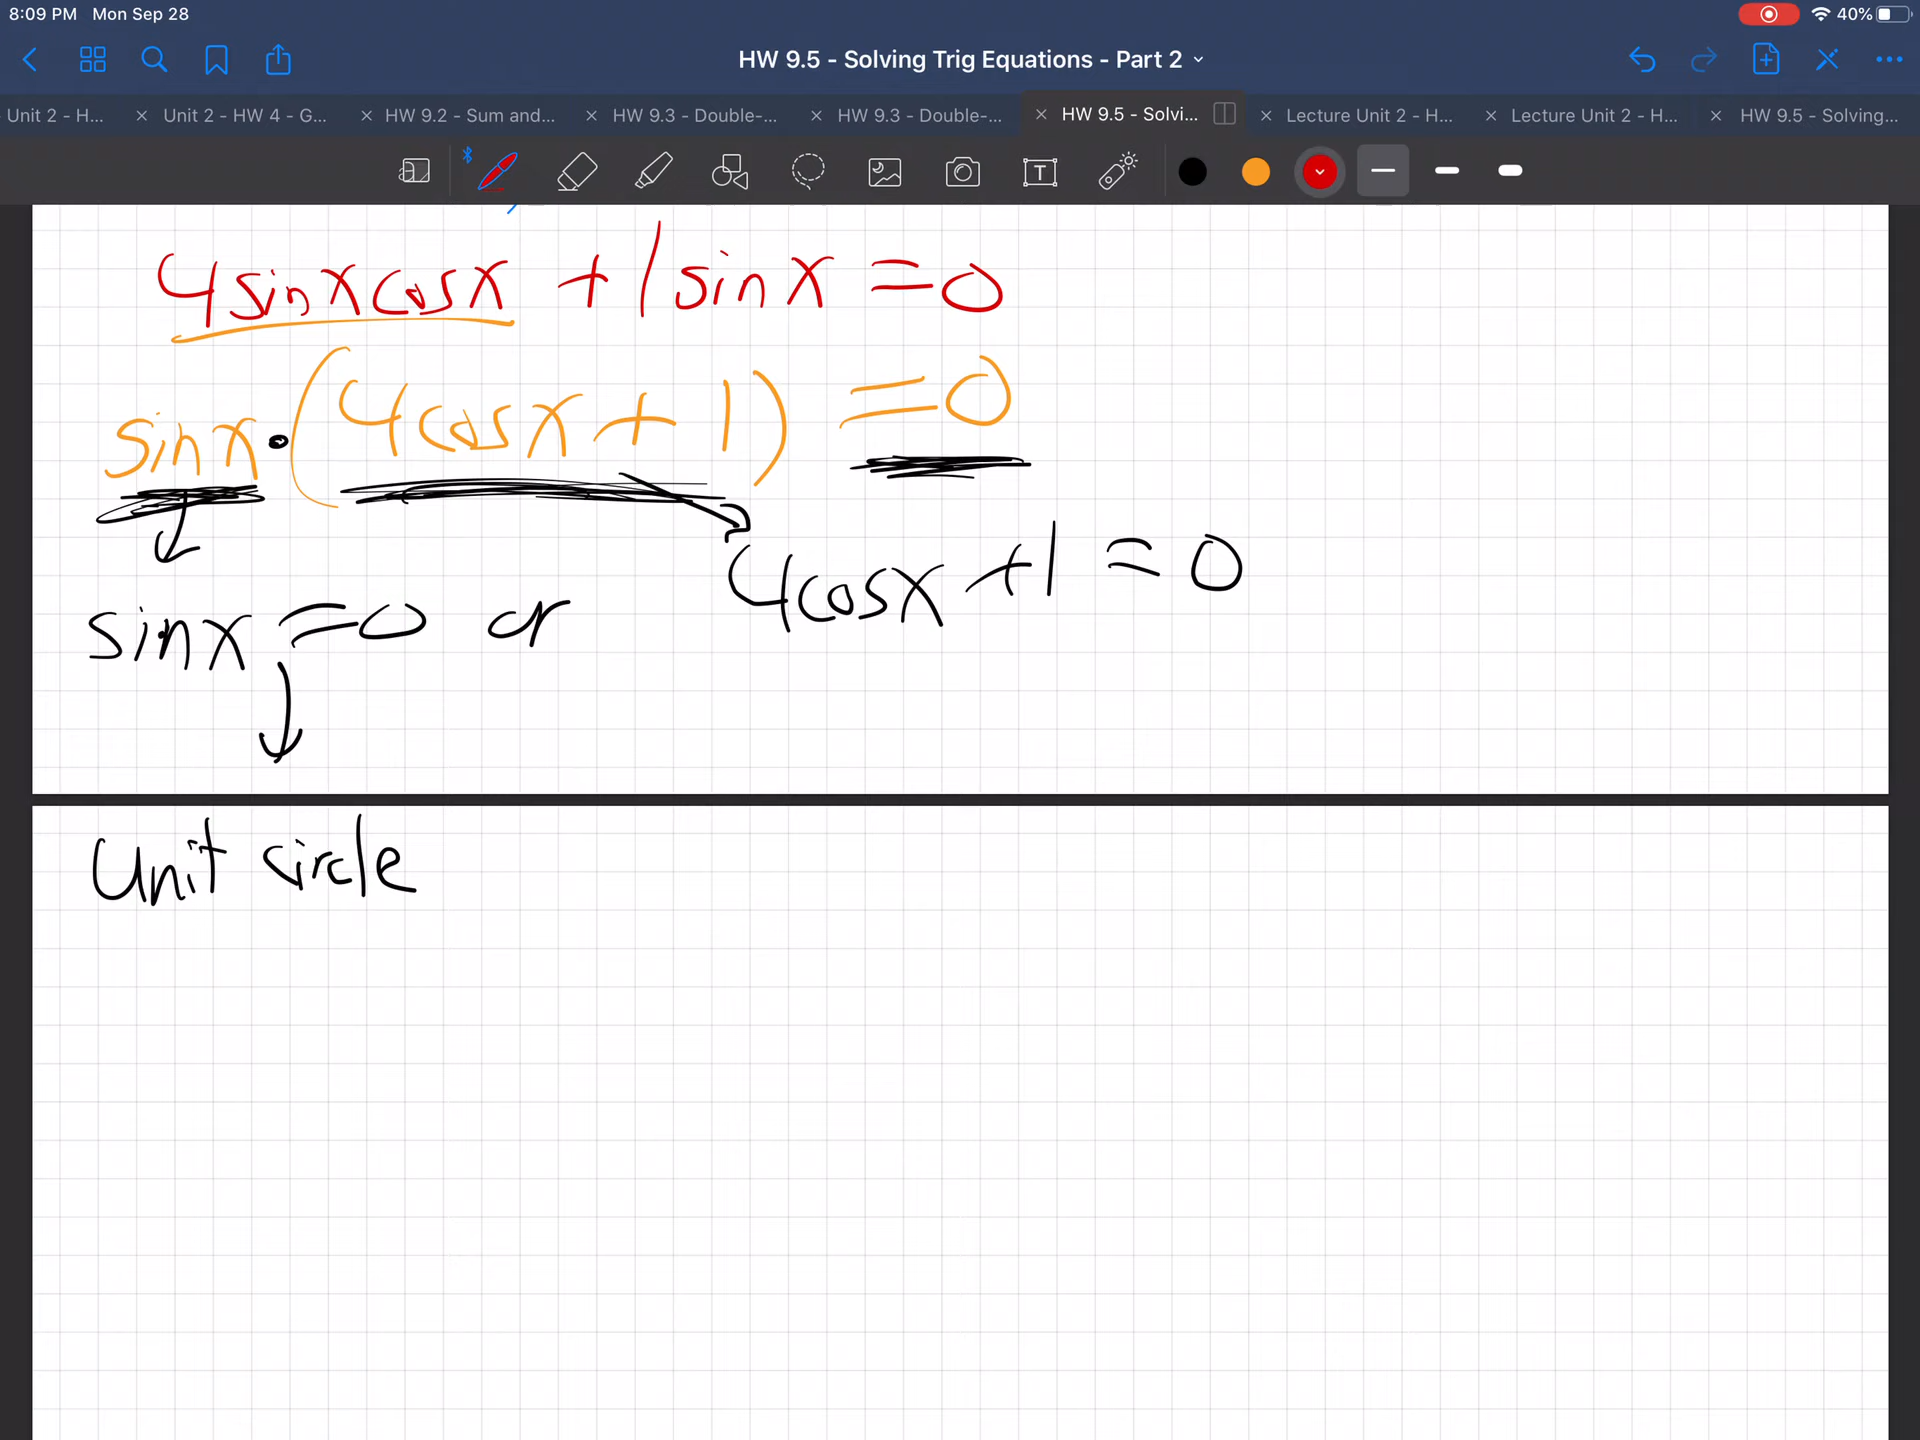 8:09 PM Mon Sep 28
40%
HW 9.5 - Solving Trig Equations - Part 2
Unit 2 - H...
Unit 2 - HW 4 - G...
HW 9.2 - Sum and...
HW 9.3 - Double-...
HW 9.3 - Double-...
HW 9.5 - Solvi...
Lecture Unit 2 - H...
Lecture Unit 2 - H...
HW 9.5 - Solving...
T
4sinxcosx + 1sinx = 0
sinx·(4cosx + 1) = 0
4cosx + 1 = 0
sinx = 0 or
Unit circle